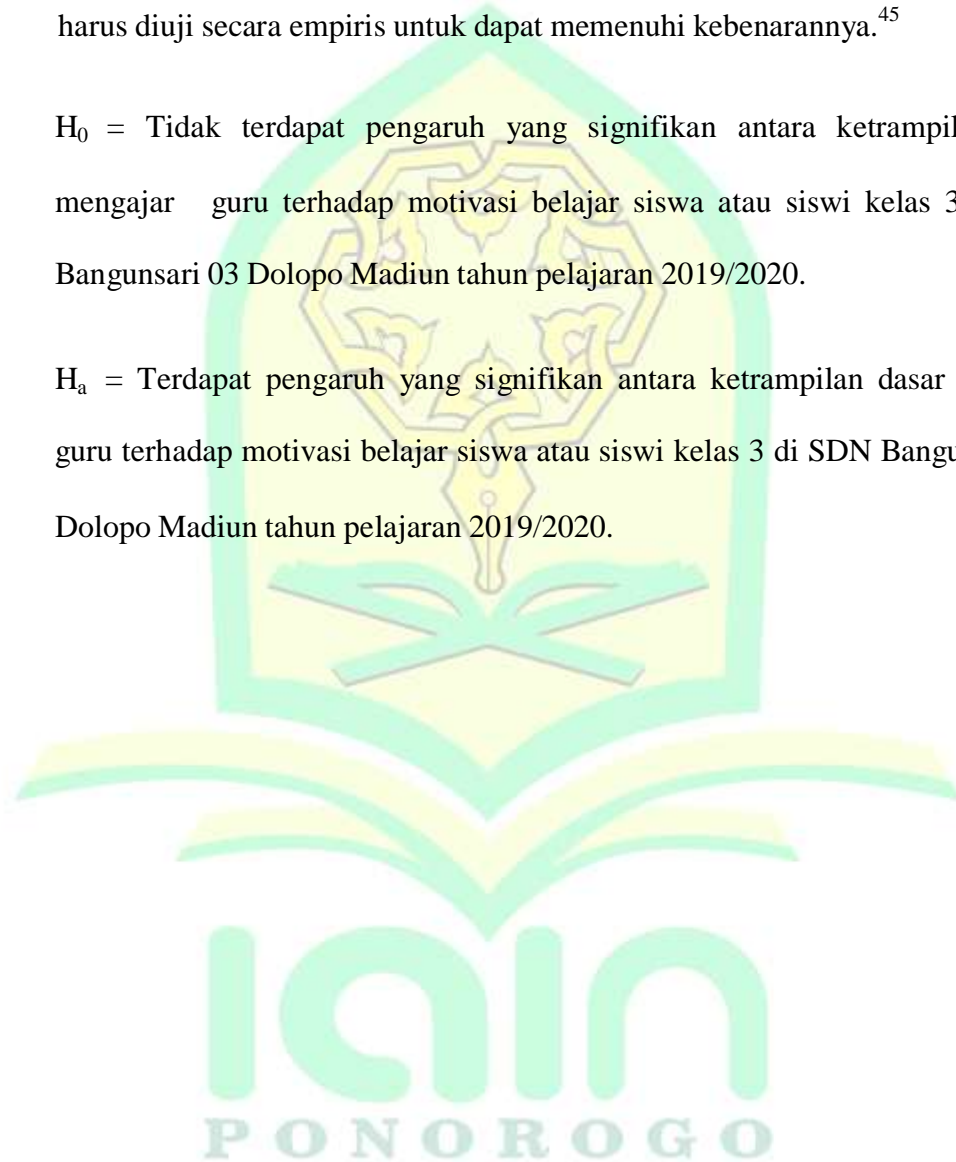 harus diuji secara empiris untuk dapat memenuhi kebenarannya.45
H0 = Tidak terdapat pengaruh yang signifikan antara
mengajar guru terhadap motivasi belajar siswa atau siswi kelas 3
Bangunsari 03 Dolopo Madiun tahun pelajaran 2019/2020.
Ha = Terdapat pengaruh yang signifikan antara ketrampilan dasar
guru terhadap motivasi belajar siswa atau siswi kelas 3 di SDN
Dolopo Madiun tahun pelajaran 2019/2020.
iain
PONOROGO